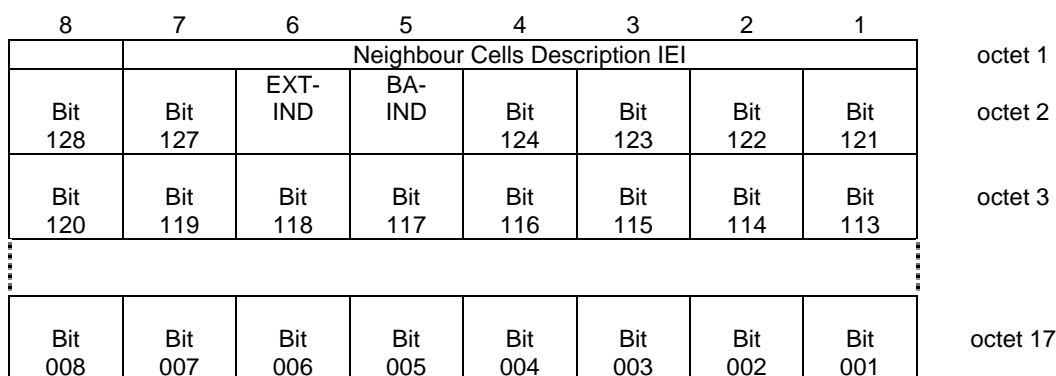 8 7 6 5 4 3 2 1
Neighbour Cells Description IEI octet 1
EXT- BA-
Bit Bit IND IND Bit Bit Bit Bit octet 2
128 127 124 123 122 121
Bit Bit Bit Bit Bit Bit Bit Bit octet 3
120 119 118 117 116 115 114 113
Bit Bit Bit Bit Bit Bit Bit Bit octet 17
008 007 006 005 004 003 002 001